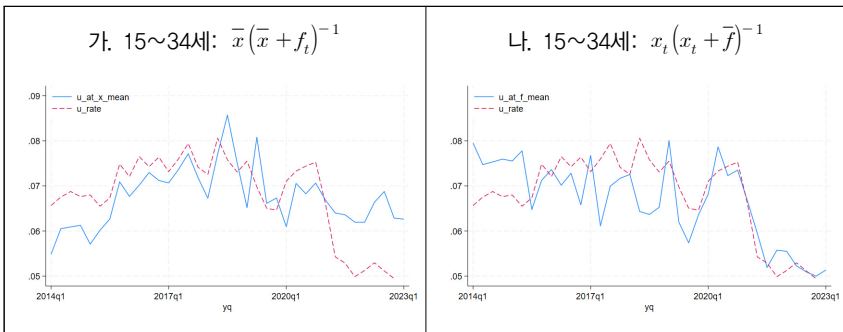 가. 15~34세: x̄(x̄ + f_t)^{-1}
나. 15~34세: x_t(x_t + f̄)^{-1}
u_at_x_mean
u_rate
.09
.08
.07
.06
.05
2014q1 2017q1 2020q1 2023q1
yq
u_at_f_mean
u_rate
.08
.07
.06
.05
2014q1 2017q1 2020q1 2023q1
yq